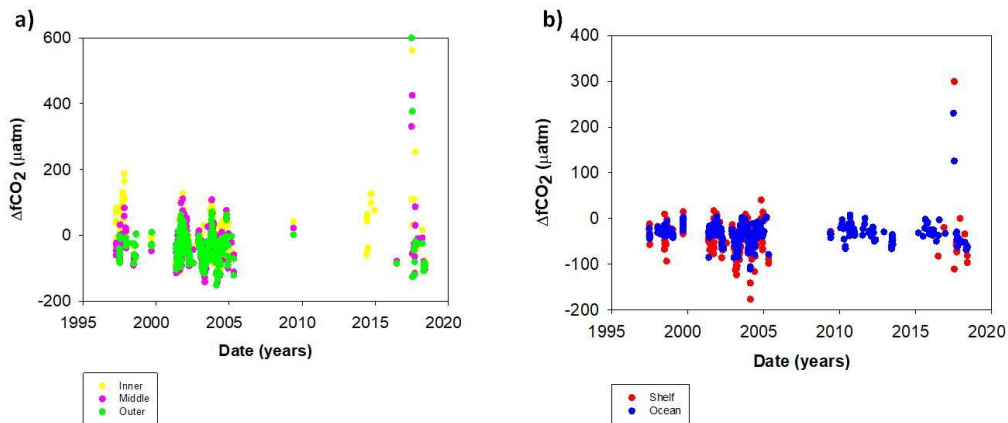 a)
600
400
200
0
-200
ΔfCO2 (µatm)
1995 2000 2005 2010 2015 2020
Date (years)
Inner
Middle
Outer
b)
400
300
200
100
0
-100
-200
ΔfCO2 (µatm)
1995 2000 2005 2010 2015 2020
Date (years)
Shelf
Ocean